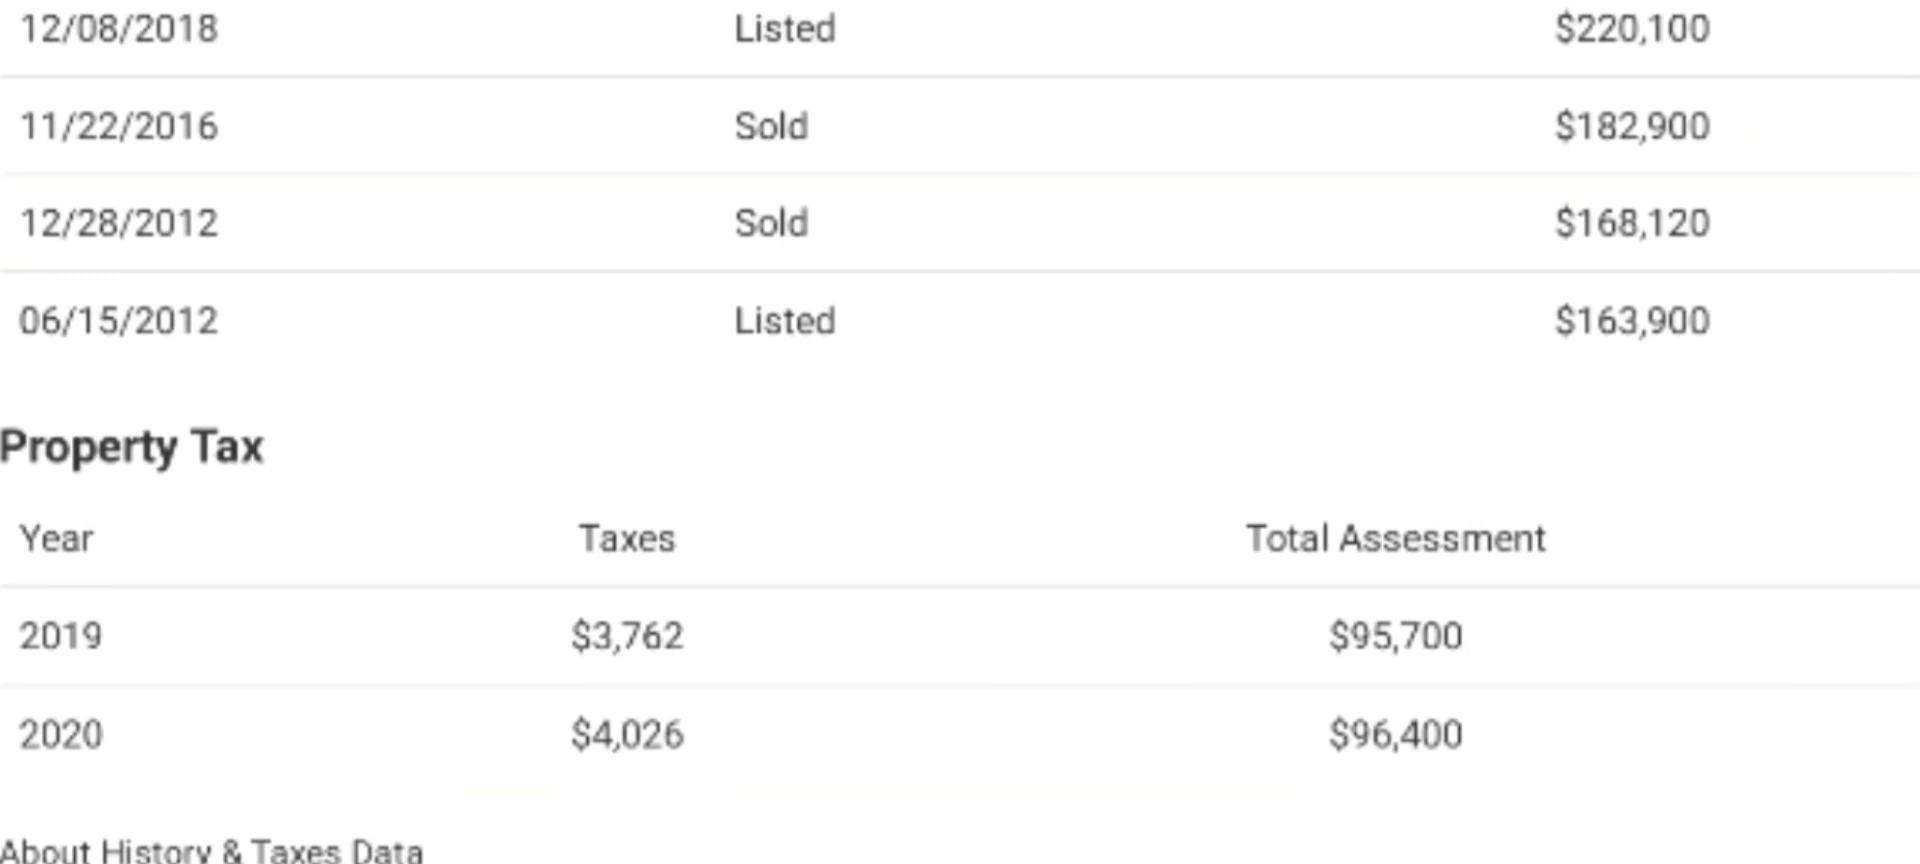 12/08/2018 Listed $220,100
11/22/2016 Sold $182,900
12/28/2012 Sold $168,120
06/15/2012 Listed $163,900
Property Tax
Year Taxes Total Assessment
2019 $3,762 $95,700
2020 $4,026 $96,400
About History & Taxes Data